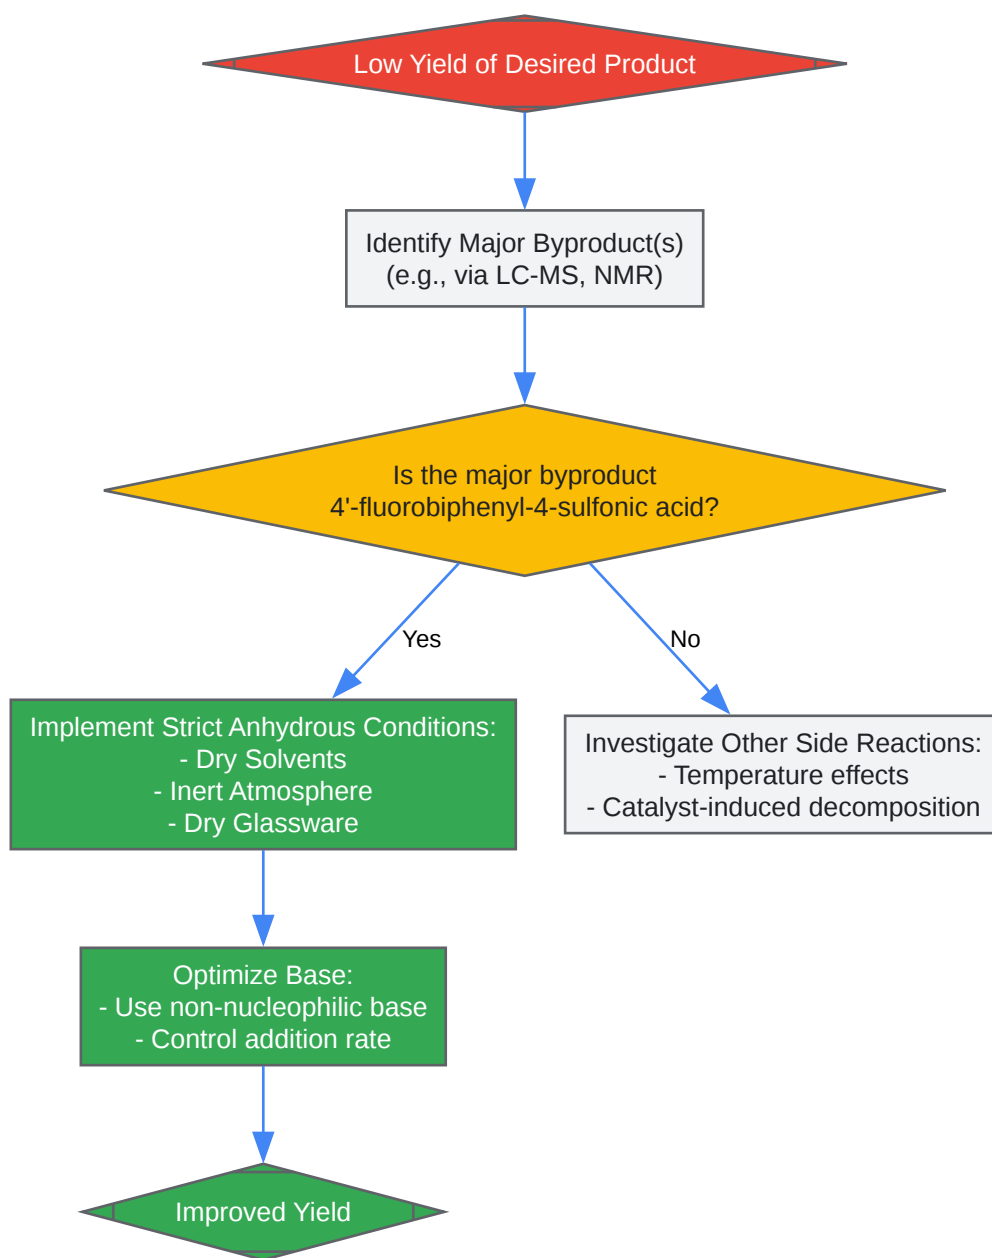 Low Yield of Desired Product
Identify Major Byproduct(s)
(e.g., via LC-MS, NMR)
Is the major byproduct
4'-fluorobiphenyl-4-sulfonic acid?
Yes
No
Implement Strict Anhydrous Conditions:
- Dry Solvents
- Inert Atmosphere
- Dry Glassware
Investigate Other Side Reactions:
- Temperature effects
- Catalyst-induced decomposition
Optimize Base:
- Use non-nucleophilic base
- Control addition rate
Improved Yield